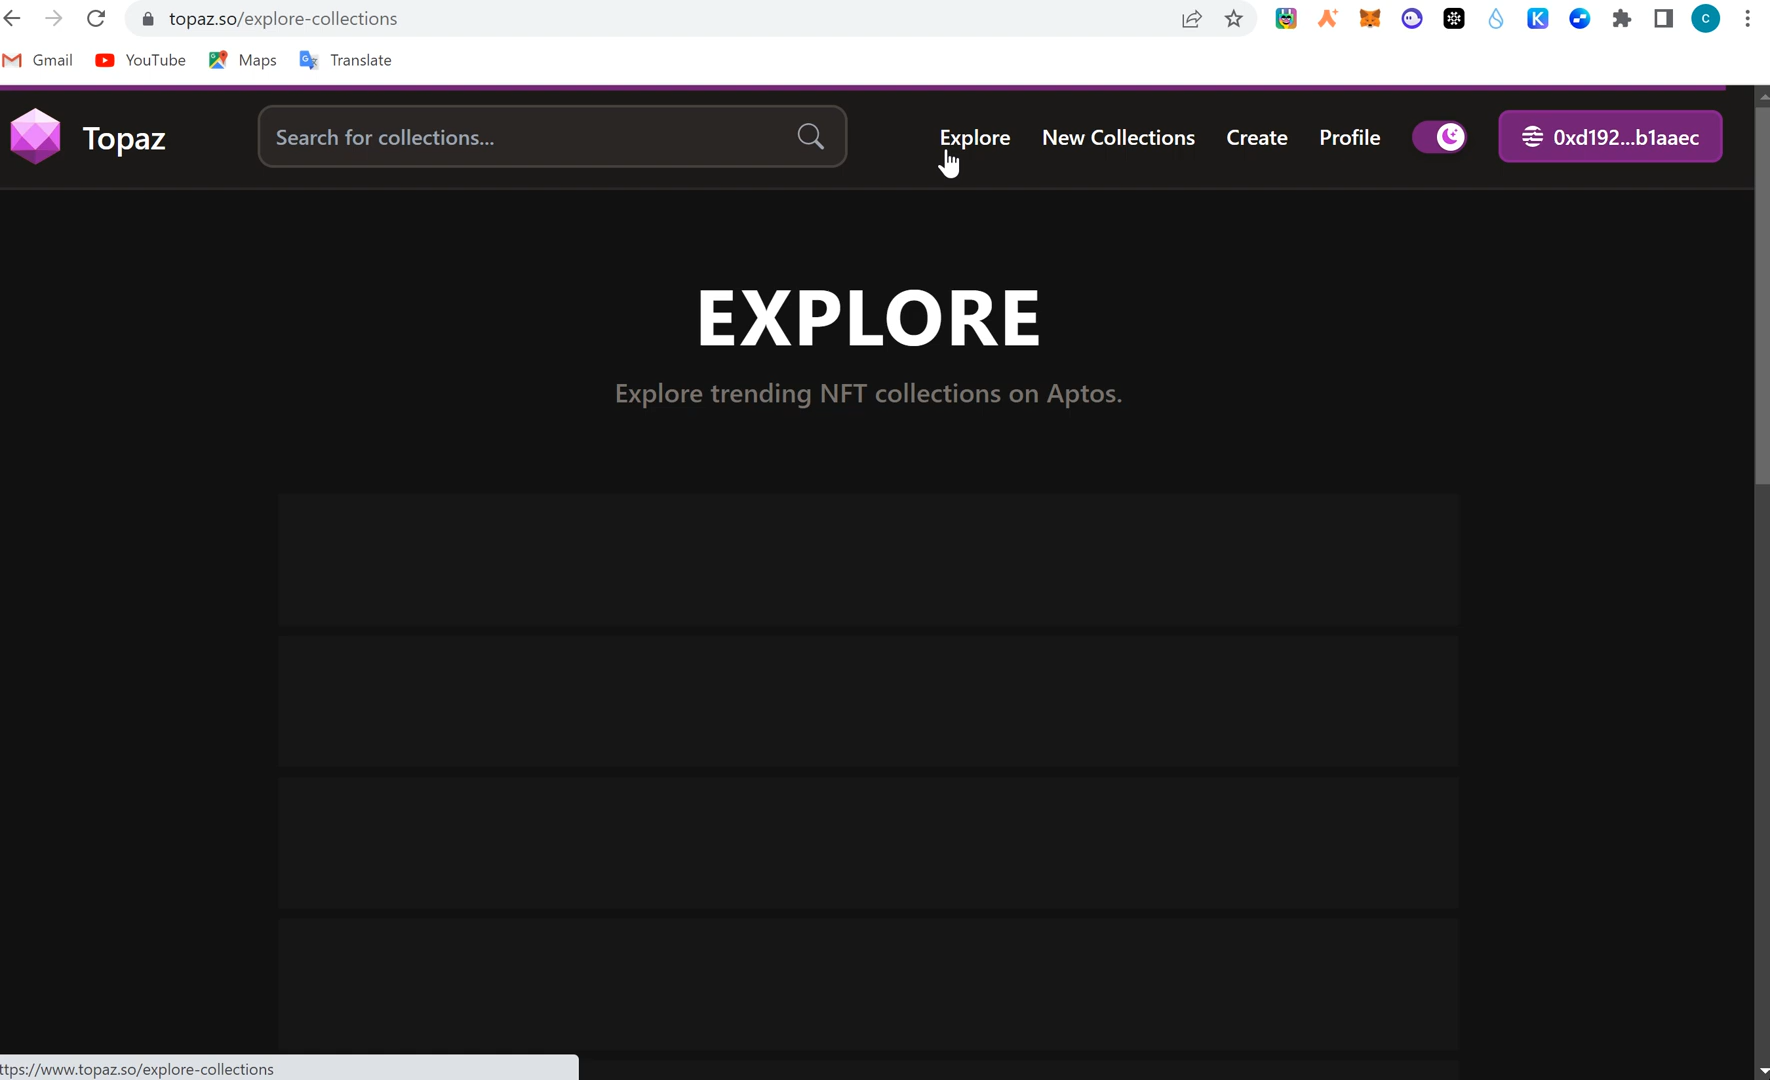 topaz.so/explore-collections
K
C
Gmail YouTube Maps Translate
Topaz
Search for collections...
Explore New Collections Create Profile
0xd192...b1aaec
EXPLORE
Explore trending NFT collections on Aptos.
ttps://www.topaz.so/explore-collections